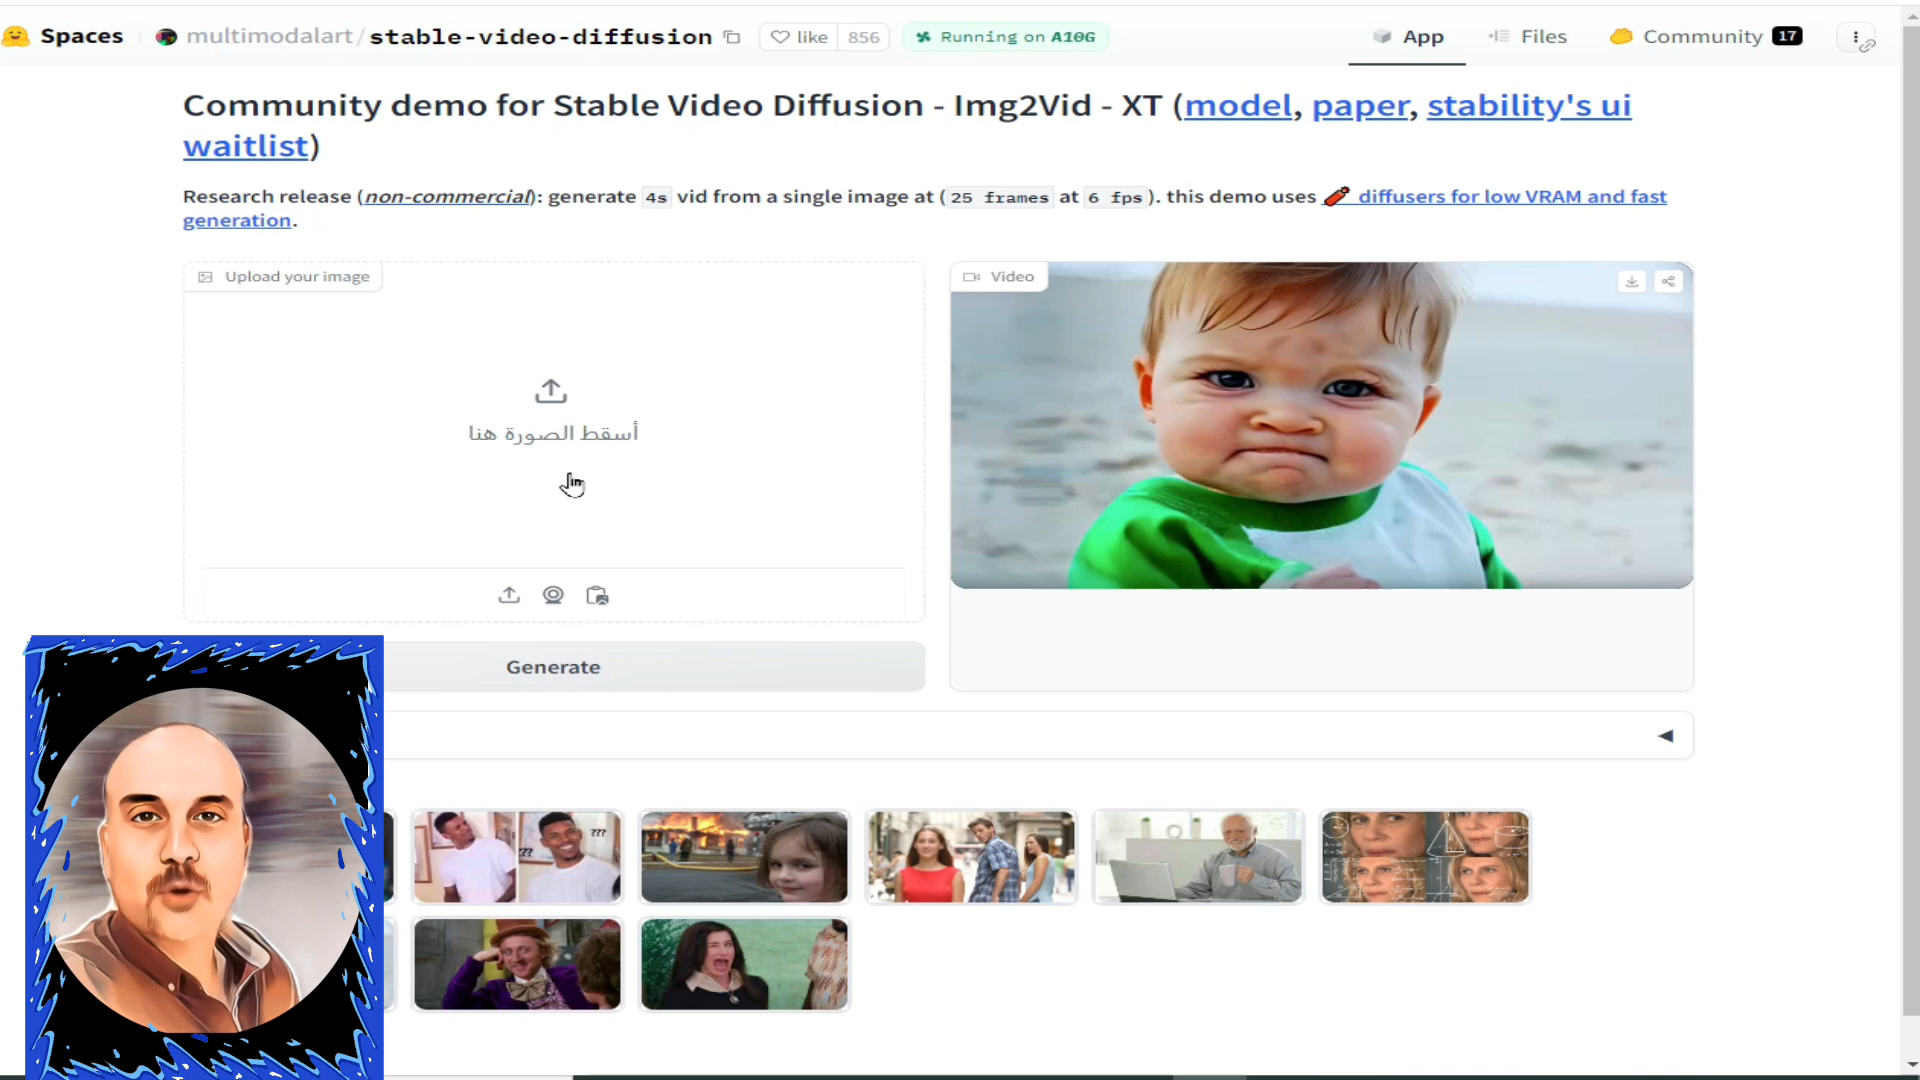 Spaces
multimodalart/stable-video-diffusion
like 856
Running on A10G
App
Files
Community 17
Community demo for Stable Video Diffusion - Img2Vid - XT (model, paper, stability's ui
waitlist)
Research release (non-commercial): generate 4s vid from a single image at (25 frames at 6 fps). this demo uses diffusers for low VRAM and fast
generation.
Upload your image
Video
أسقط الصورة هنا
Generate
???
??